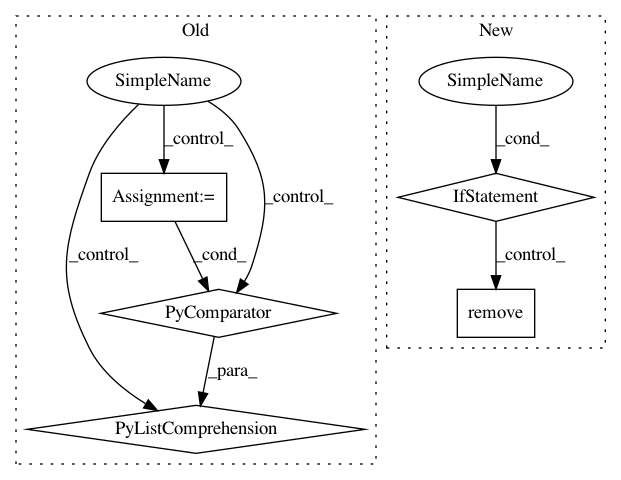 Old
New
SimpleName
SimpleName
_control_
_cond_
Assignment:=
IfStatement
_control_
_control_
_cond_
_control_
PyComparator
remove
_para_
PyListComprehension